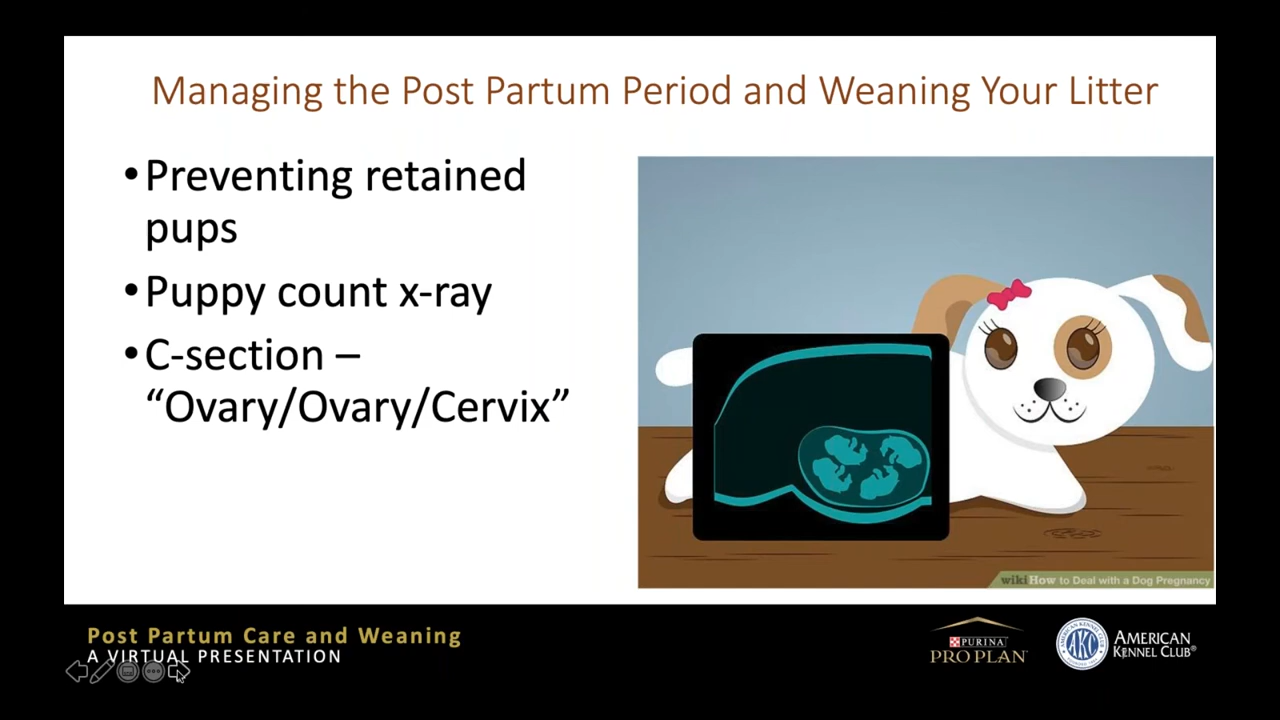 Managing the Post Partum Period and Weaning Your Litter
•Preventing retained
pups
•Puppy count x-ray
•C-section –
“Ovary/Ovary/Cervix”
wikiHow to Deal with a Dog Pregnancy
Post Partum Care and Weaning
A VIRTUAL PRESENTATION
PURINA
PRO PLAN
AKC
AMERICAN
KENNEL CLUB®